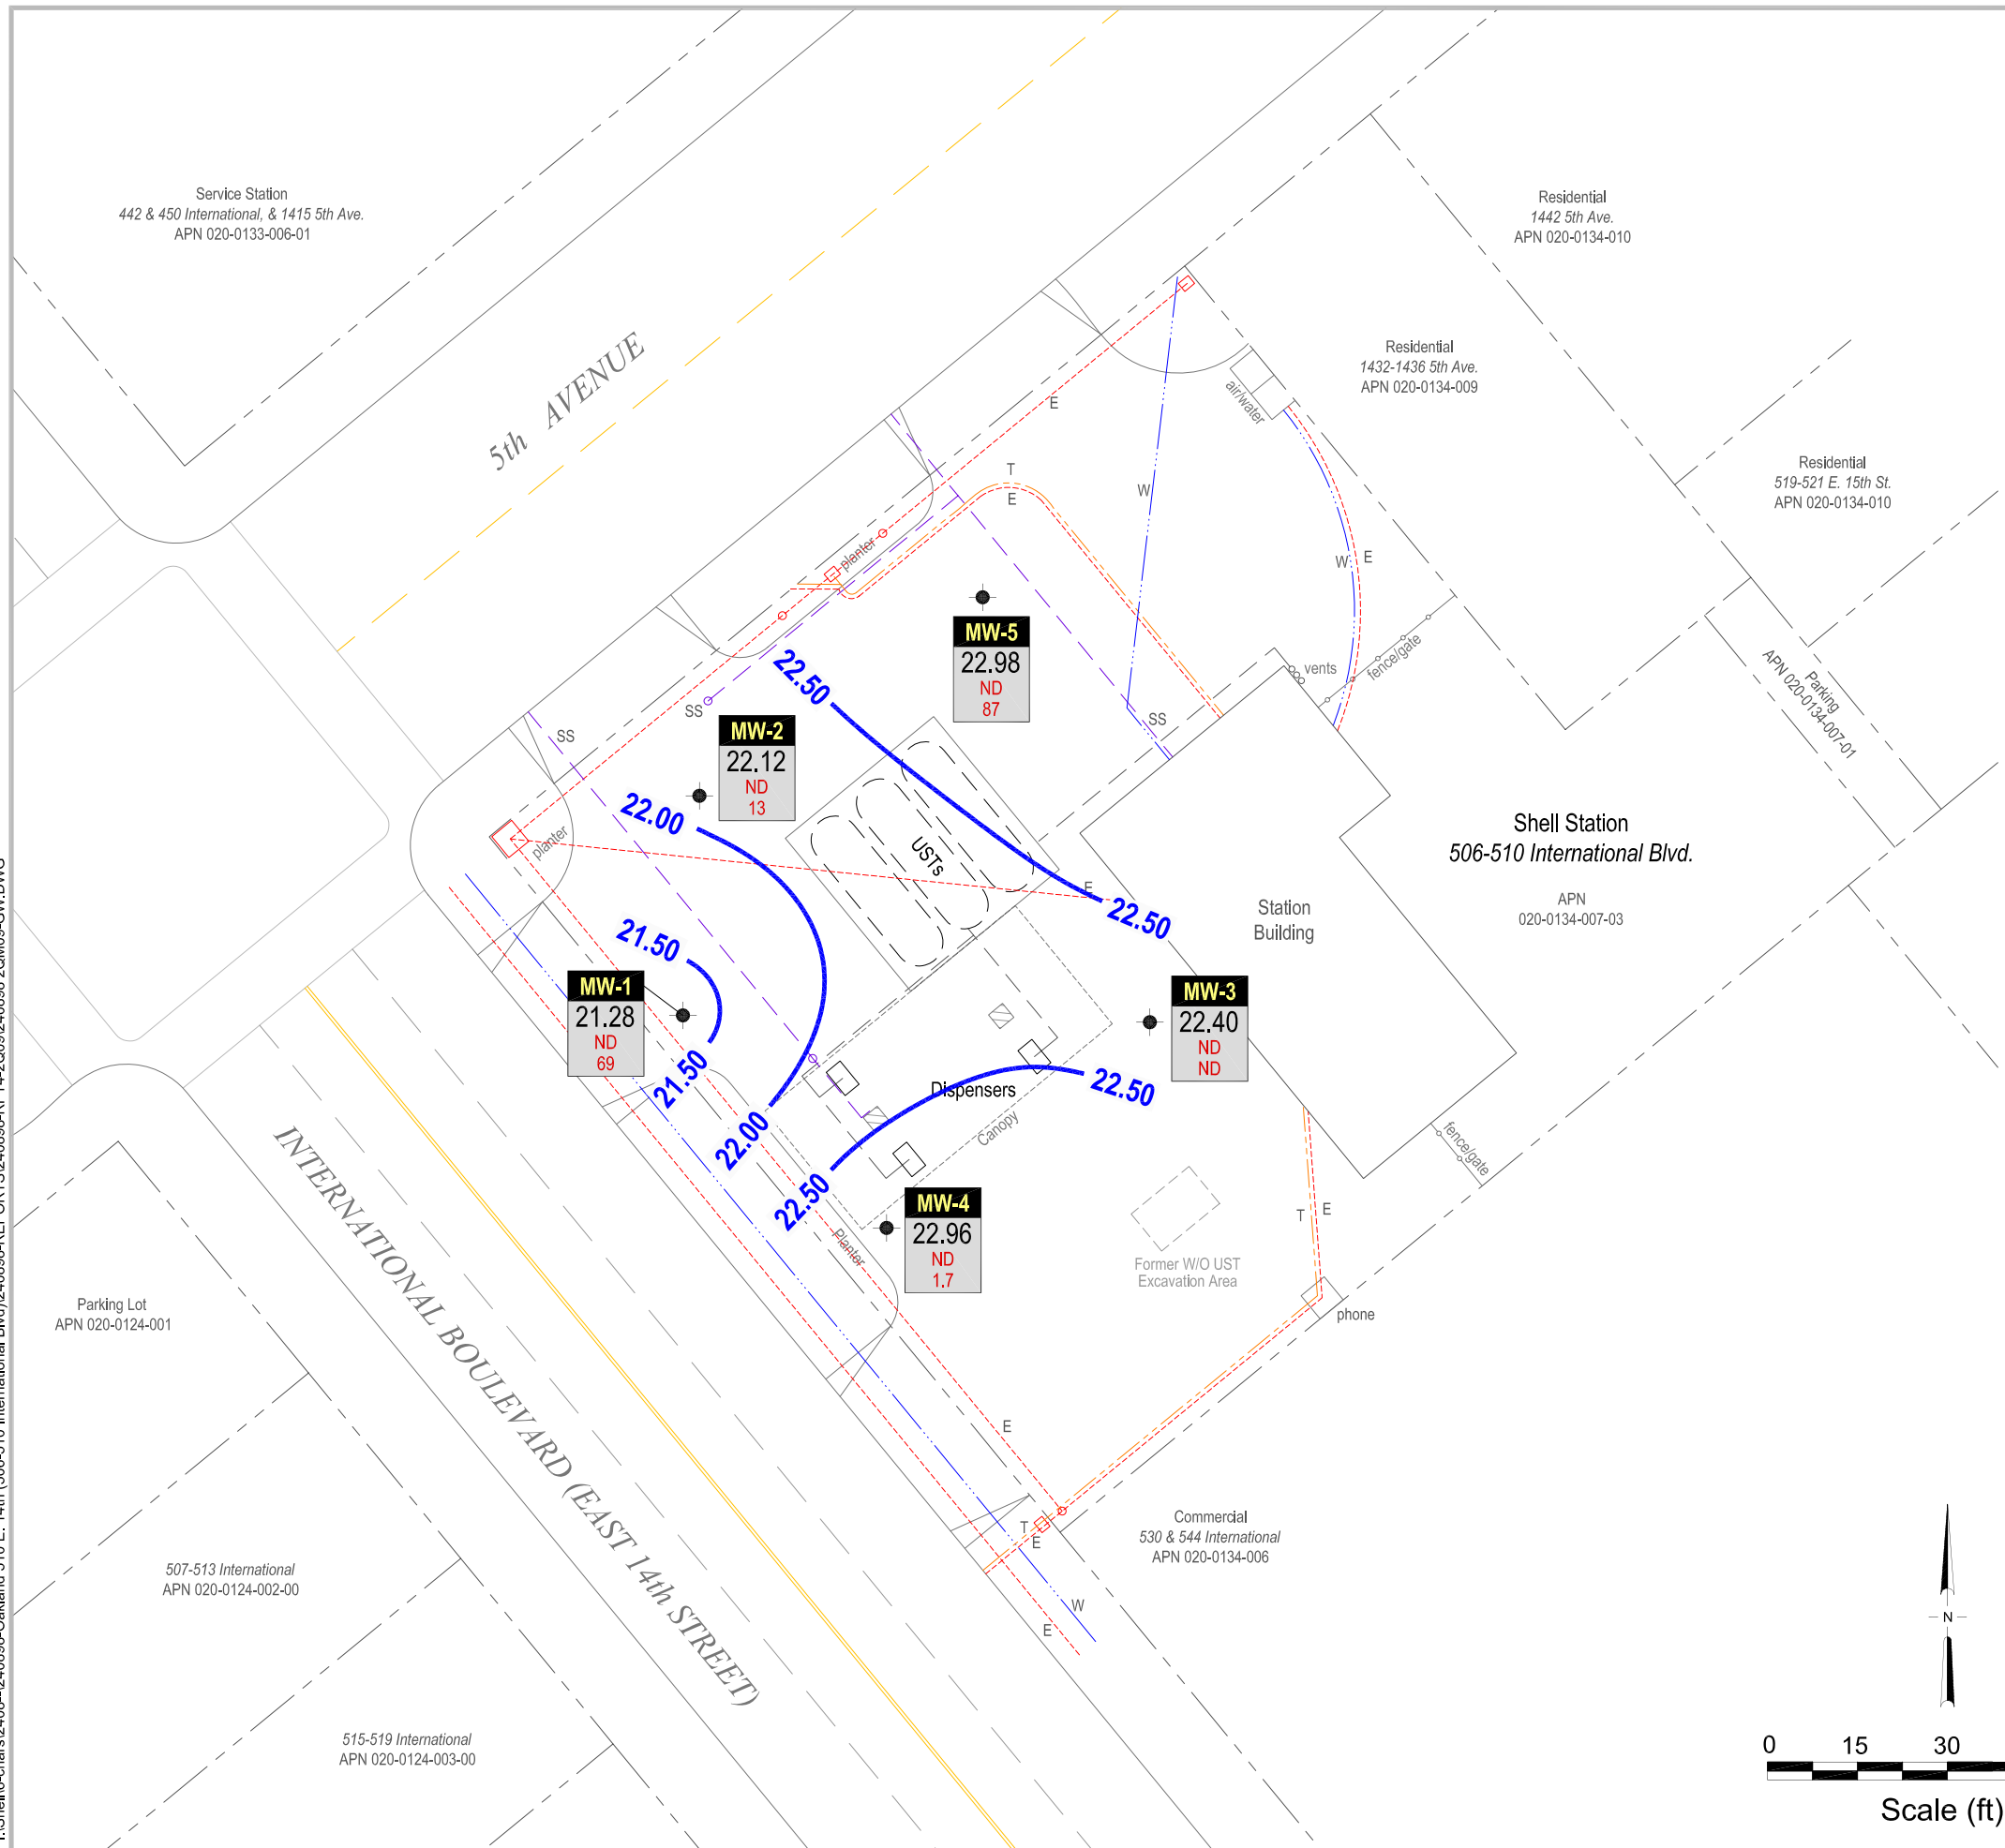 Service Station
442 & 450 International, & 1415 5th Ave.
APN 020-0133-006-01
Residential
1442 5th Ave.
APN 020-0134-010
5th AVENUE
Residential
1432-1436 5th Ave.
APN 020-0134-009
air/water
E
Residential
519-521 E. 15th St.
APN 020-0134-010
T
E
W
W
E
planter
MW-5
22.98
ND
87
22.50
vents
fence/gate
Parking
APN 020-0134-007-01
SS
SS
SS
MW-2
22.12
ND
13
22.00
planter
USTs
E
22.50
Shell Station
506-510 International Blvd.
APN
020-0134-007-03
Station
Building
21.50
MW-1
21.28
ND
69
MW-3
22.40
ND
ND
21.50
Dispensers
22.50
Canopy
22.00
22.50
fence/gate
MW-4
22.96
ND
1.7
Planter
T
E
Former W/O UST
Excavation Area
phone
INTERNATIONAL BOULEVARD (EAST 14th STREET)
Parking Lot
APN 020-0124-001
E
Commercial
530 & 544 International
APN 020-0134-006
T
E
W
E
507-513 International
APN 020-0124-002-00
515-519 International
APN 020-0124-003-00
N
0 15 30
Scale (ft)